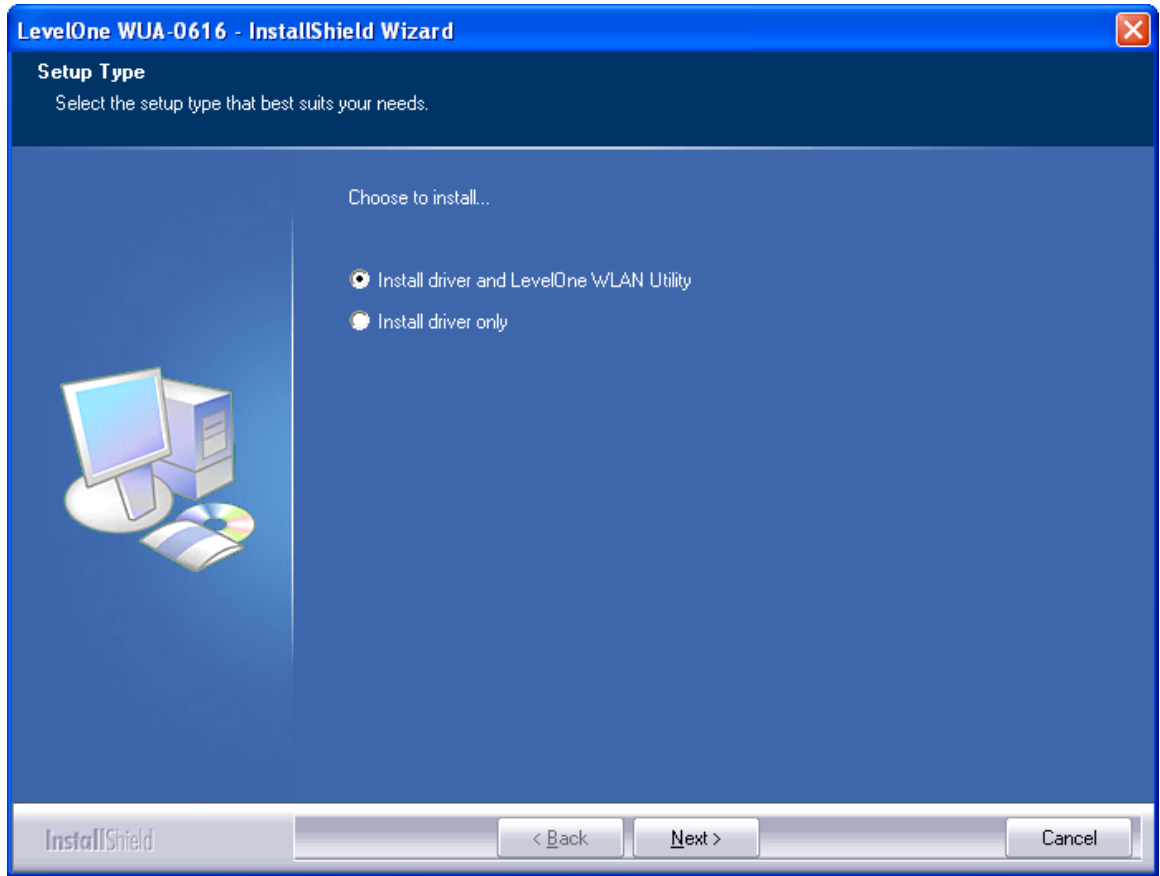 LevelOne WUA-0616 - InstallShield Wizard
Setup Type
Select the setup type that best suits your needs.
Choose to install...
Install driver and LevelOne WLAN Utility
Install driver only
InstallShield
< Back
Next >
Cancel